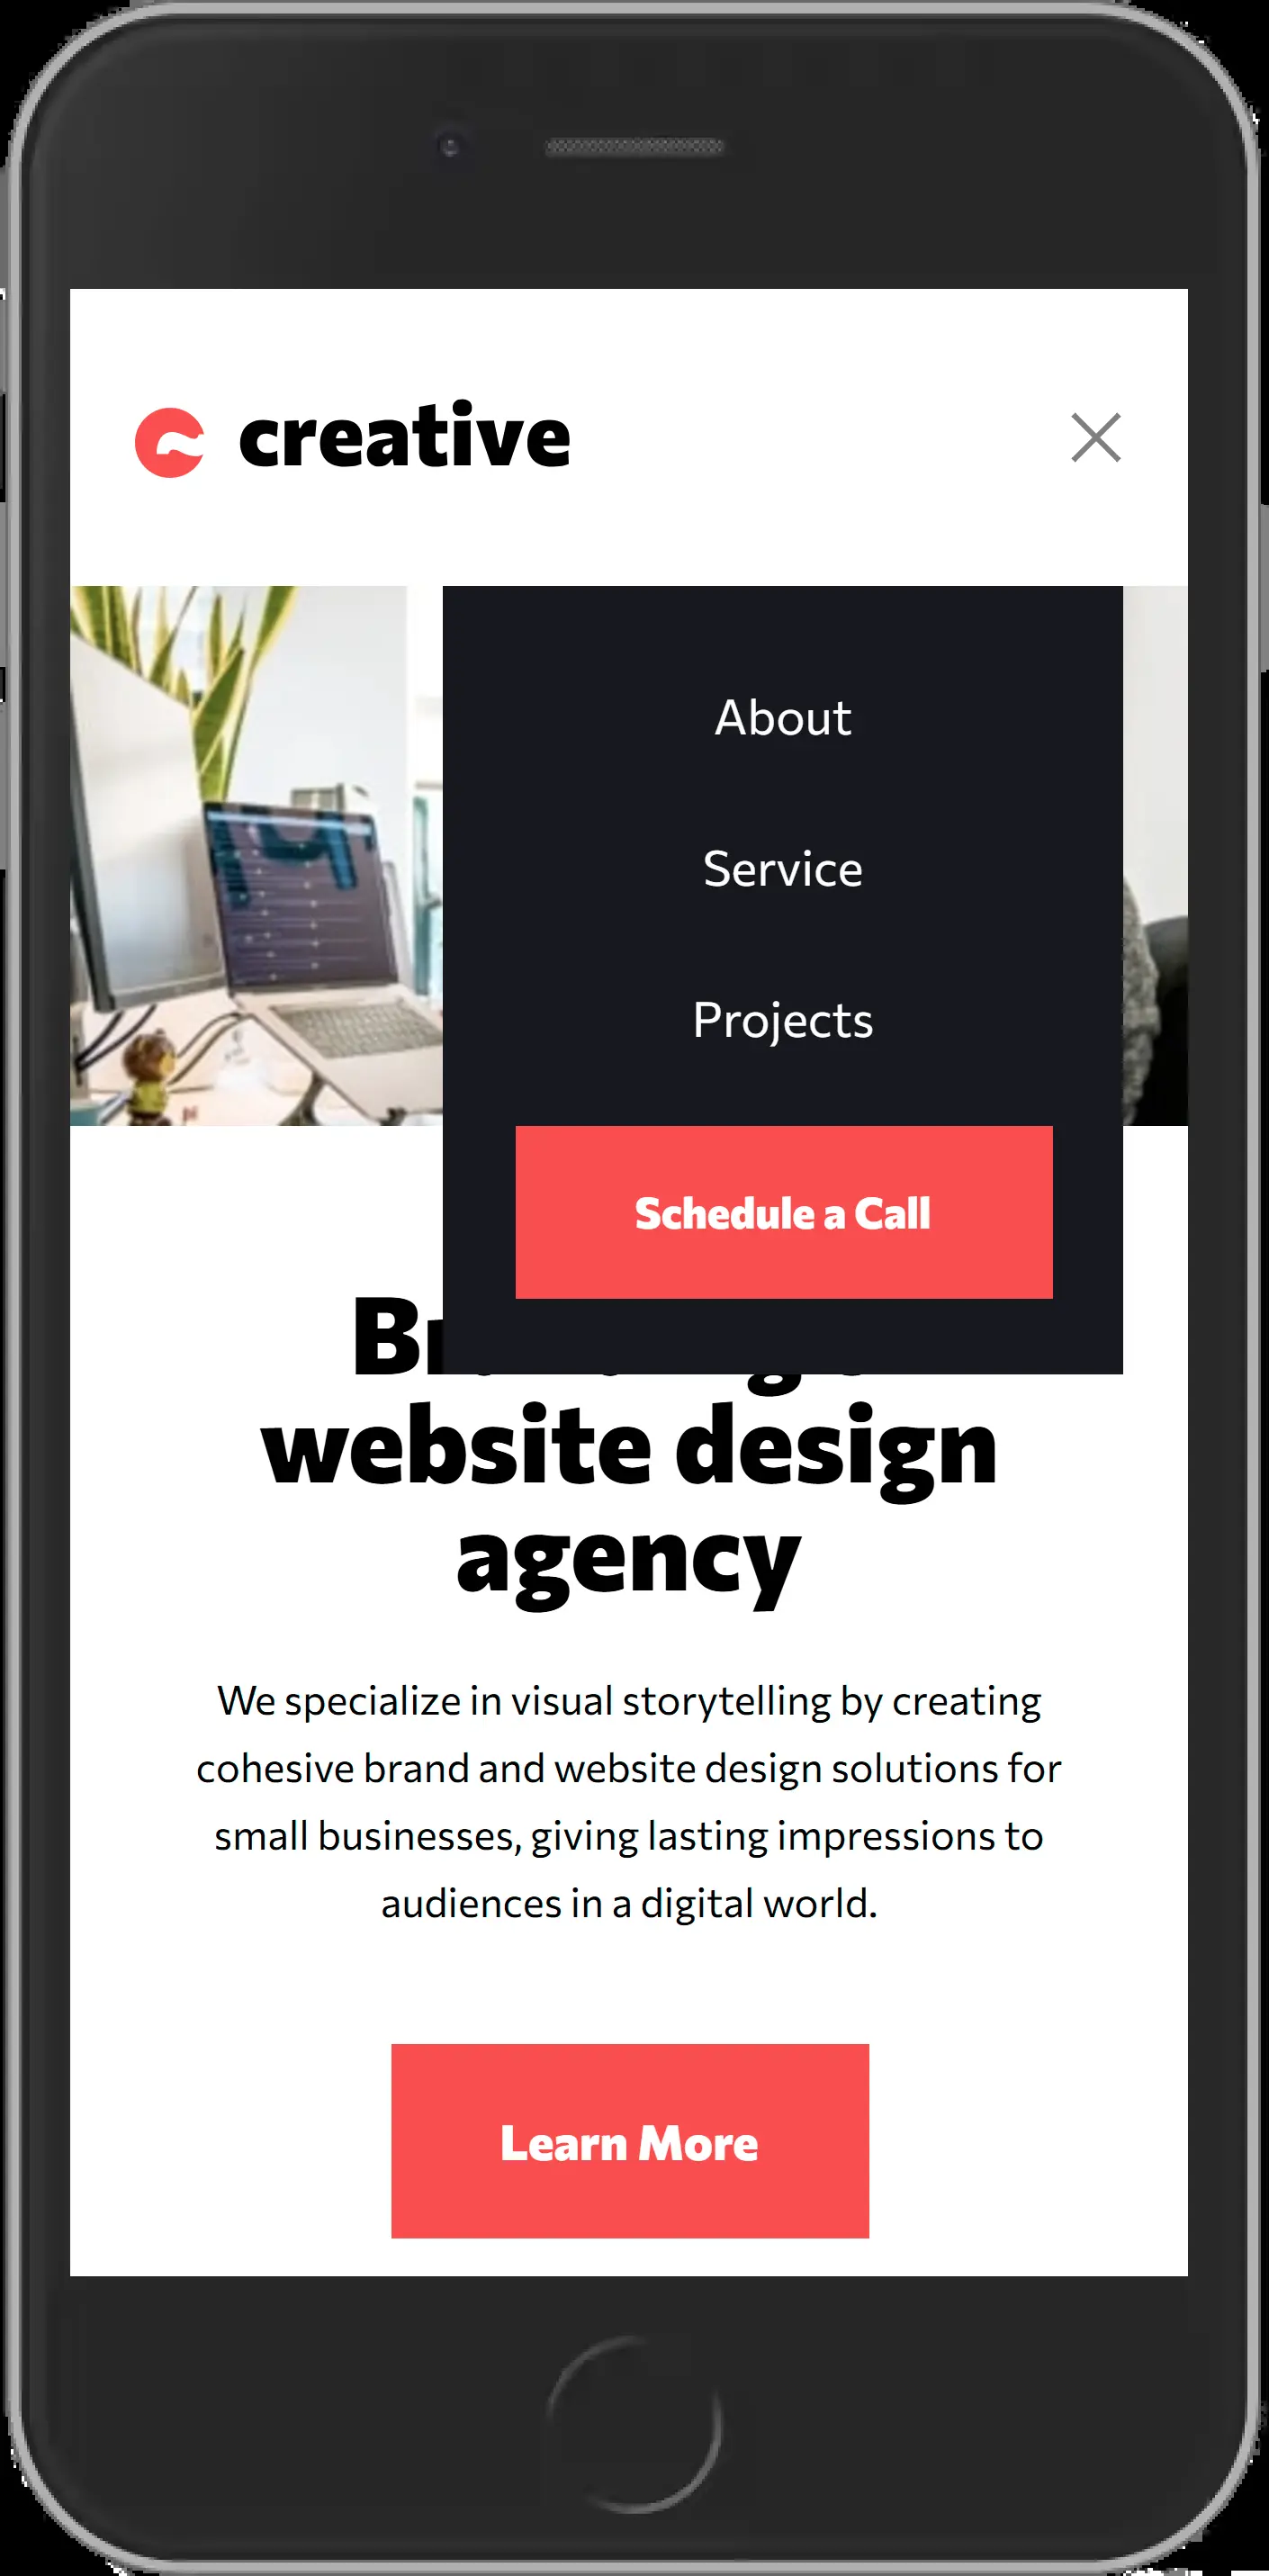 creative
About
Service
Projects
Schedule a Call
website design
agency
We specialize in visual storytelling by creating
cohesive brand and website design solutions for
small businesses, giving lasting impressions to
audiences in a digital world.
Learn More